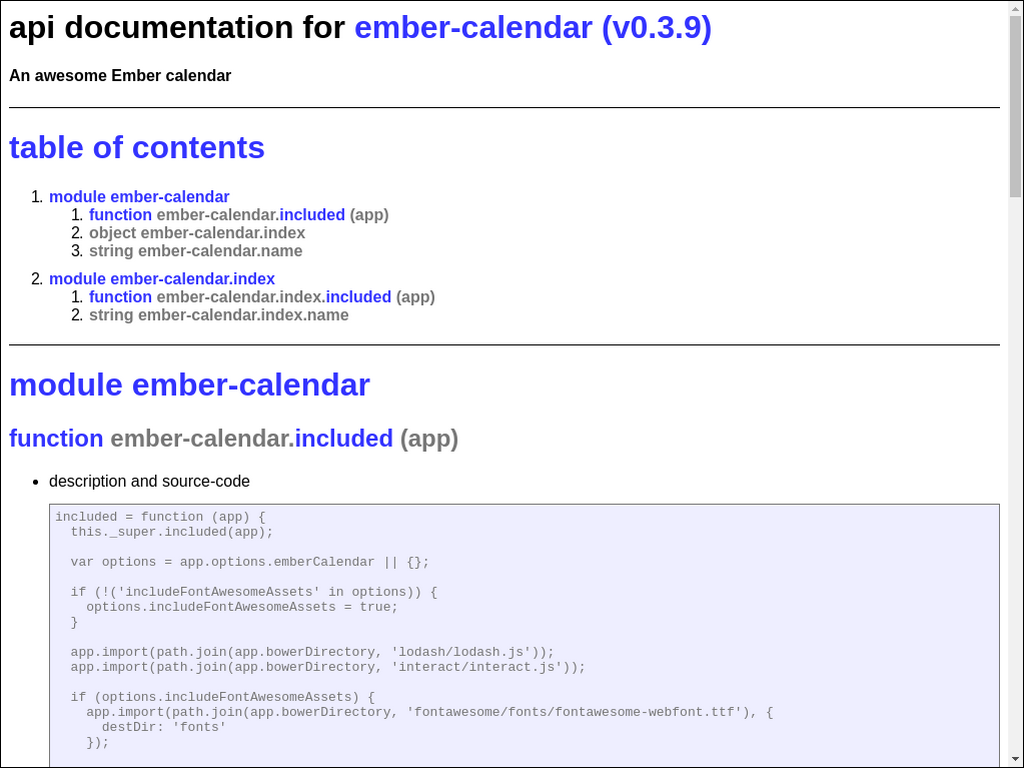 api documentation for ember-calendar (v0.3.9)
An awesome Ember calendar
table of contents
1. module ember-calendar
1. function ember-calendar.included (app)
2. object ember-calendar.index
3. string ember-calendar.name
2. module ember-calendar.index
1. function ember-calendar.index.included (app)
2. string ember-calendar.index.name
module ember-calendar
function ember-calendar.included (app)
• description and source-code
included = function (app) {
  this._super.included(app);
  var options = app.options.emberCalendar || {};
  if (!('includeFontAwesomeAssets' in options)) {
    options.includeFontAwesomeAssets = true;
  }
  app.import(path.join(app.bowerDirectory, 'lodash/lodash.js'));
  app.import(path.join(app.bowerDirectory, 'interact/interact.js'));
  if (options.includeFontAwesomeAssets) {
    app.import(path.join(app.bowerDirectory, 'fontawesome/fonts/fontawesome-webfont.ttf'), {
      destDir: 'fonts'
    });